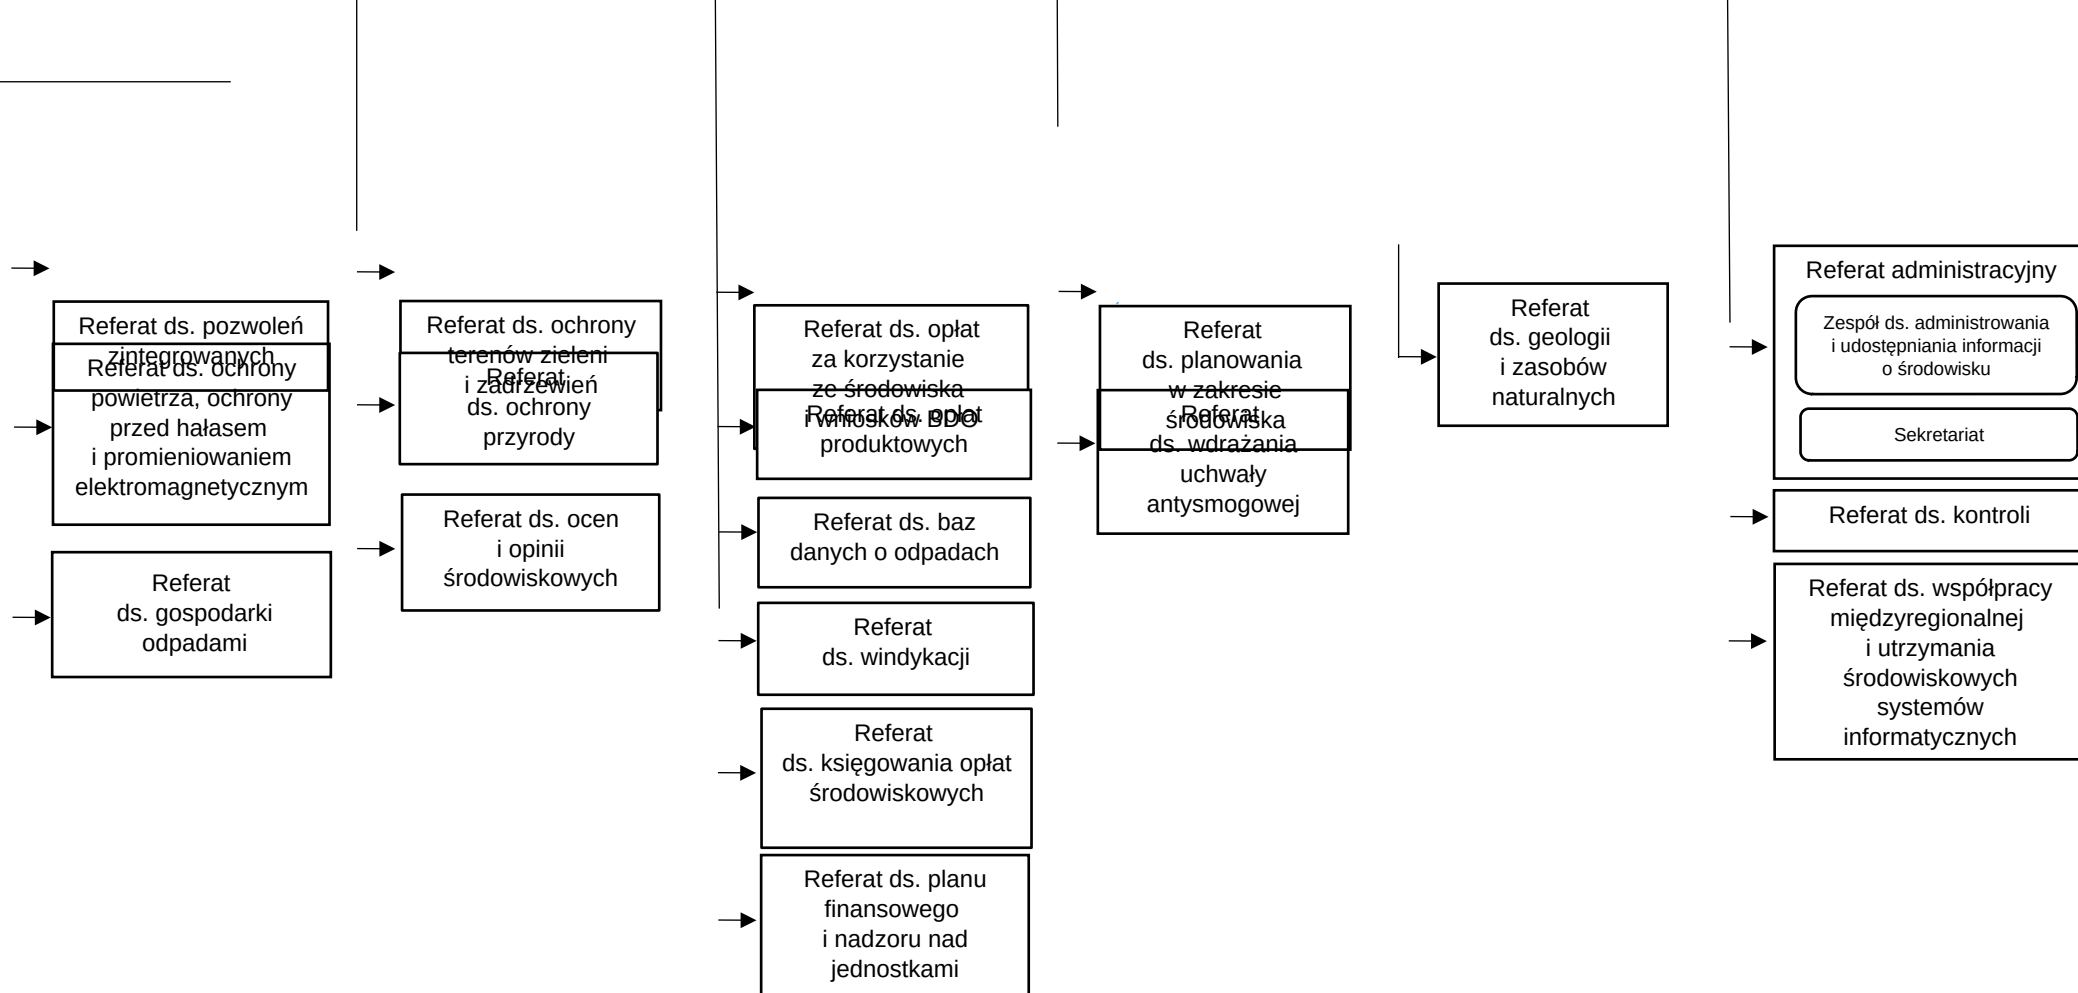 Referat ds. pozwoleń
zintegrowanych
Referat ds. ochrony
powietrza, ochrony
przed hałasem
i promieniowaniem
elektromagnetycznym
Referat
ds. gospodarki
odpadami
Referat ds. ochrony
terenów zieleni
i zadrzewień
Referat
ds. ochrony
przyrody
Referat ds. ocen
i opinii
środowiskowych
Referat ds. opłat
za korzystanie
ze środowiska
i wniosków BDO
Referat ds. opłat
produktowych
Referat ds. baz
danych o odpadach
Referat
ds. windykacji
Referat
ds. księgowania opłat
środowiskowych
Referat ds. planu
finansowego
i nadzoru nad
jednostkami
Referat
ds. planowania
w zakresie
środowiska
Referat
ds. wdrażania
uchwały
antysmogowej
Referat
ds. geologii
i zasobów
naturalnych
Referat administracyjny
Zespół ds. administrowania
i udostępniania informacji
o środowisku
Sekretariat
Referat ds. kontroli
Referat ds. współpracy
międzyregionalnej
i utrzymania
środowiskowych
systemów
informatycznych